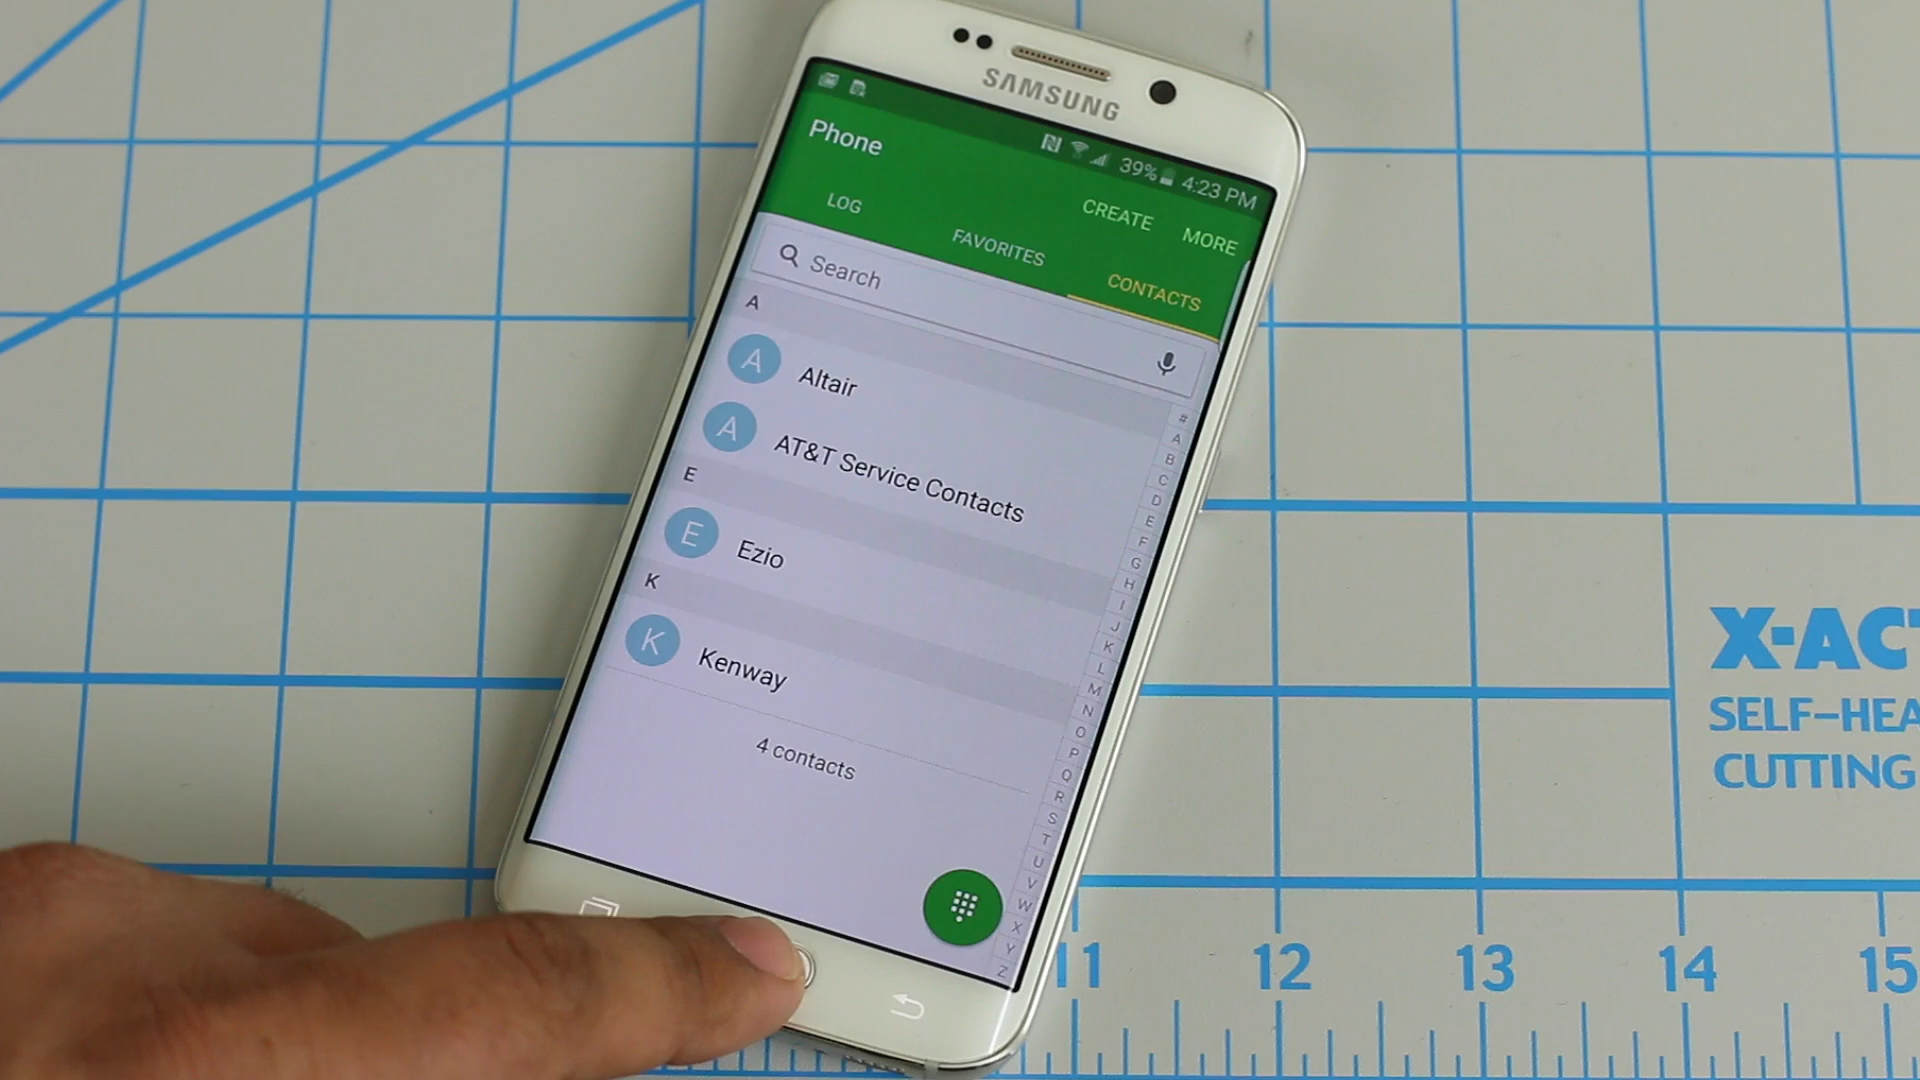 SAMSUNG
39% 4:23 PM
Phone
CREATE MORE
LOG FAVORITES CONTACTS
Search
A
A Altair
A AT&T Service Contacts
E
E Ezio
K
K Kenway
4 contacts
#
A
B
C
D
E
F
G
H
I
J
K
L
M
N
O
P
Q
R
S
T
U
V
W
X
Y
Z
X-ACT
SELF-HEA
CUTTING
11 12 13 14 15